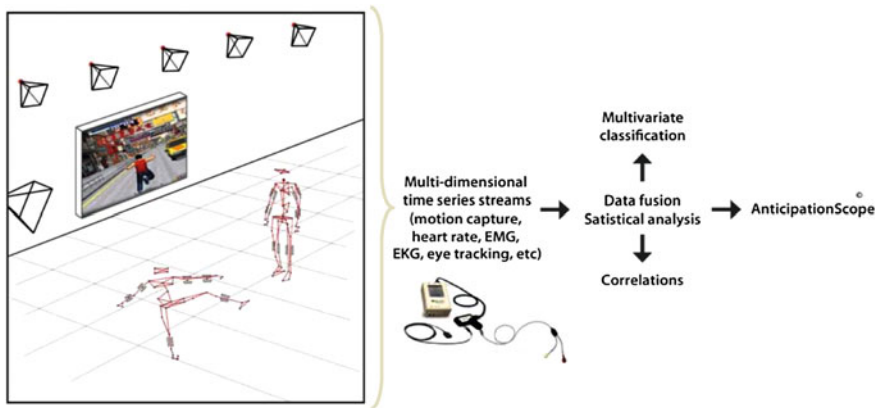 Multi-dimensional
time series streams
(motion capture,
heart rate, EMG,
EKG, eye tracking, etc)
Multivariate
classification
Data fusion
Satistical analysis
Correlations
©
AnticipationScope